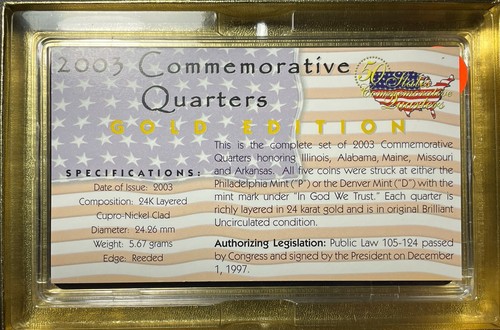 2003 Commemorative
Quarters
GOLD EDITION
50 State
Commemorative
Quarters
SPECIFICATIONS:
Date of Issue: 2003
Composition: 24K Layered
Cupro-Nickel Clad
Diameter: 24.26 mm
Weight: 5.67 grams
Edge: Reeded
This is the complete set of 2003 Commemorative
Quarters honoring Illinois, Alabama, Maine, Missouri
and Arkansas. All five coins were struck at either the
Philadelphia Mint ("P") or the Denver Mint ("D") with the
mint mark under "In God We Trust." Each quarter is
richly layered in 24 karat gold and is in original Brilliant
Uncirculated condition.
Authorizing Legislation: Public Law 105-124 passed
by Congress and signed by the President on December
1, 1997.